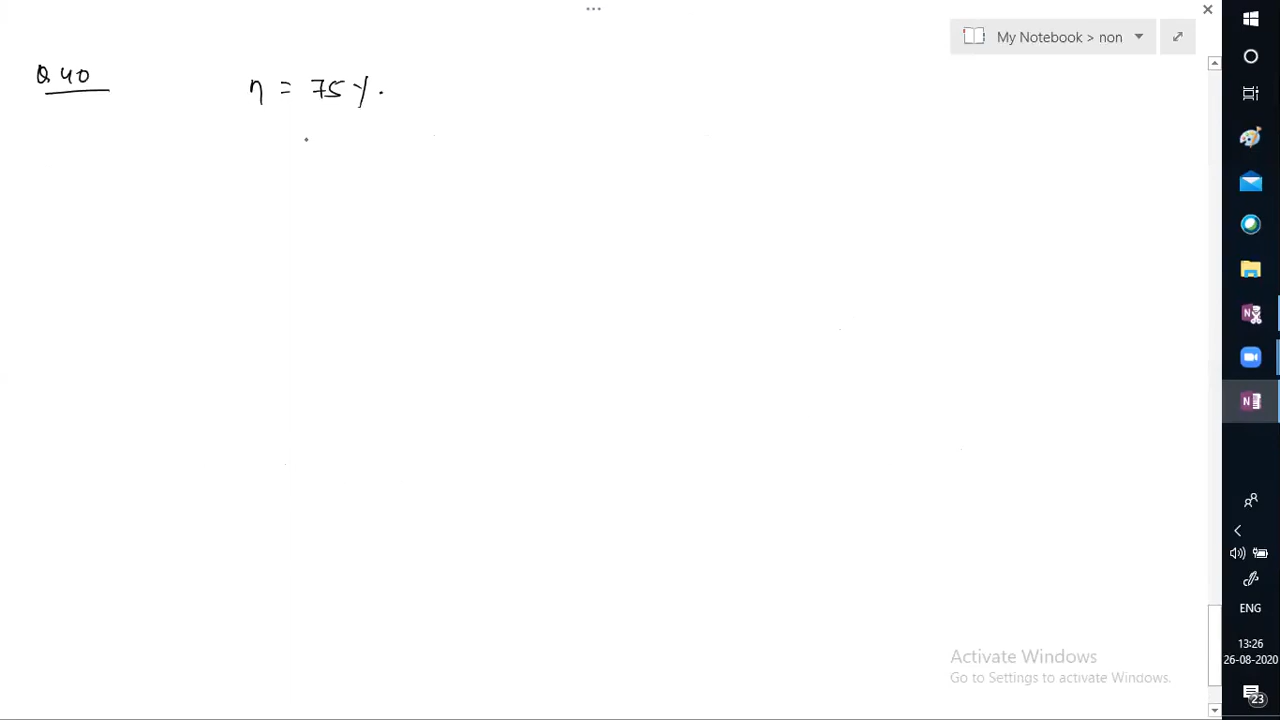 My Notebook > non
Q 40
η = 75 %.
ENG
13:26
26-08-2020
Activate Windows
Go to Settings to activate Windows.
23